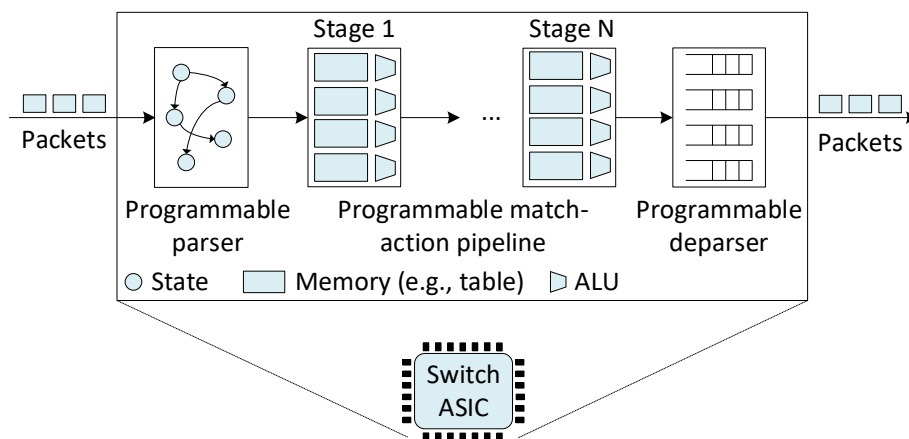 Stage 1
Stage N
...
Packets
Packets
Programmable
parser
Programmable match-
action pipeline
Programmable
deparser
State
Memory (e.g., table)
ALU
Switch
ASIC